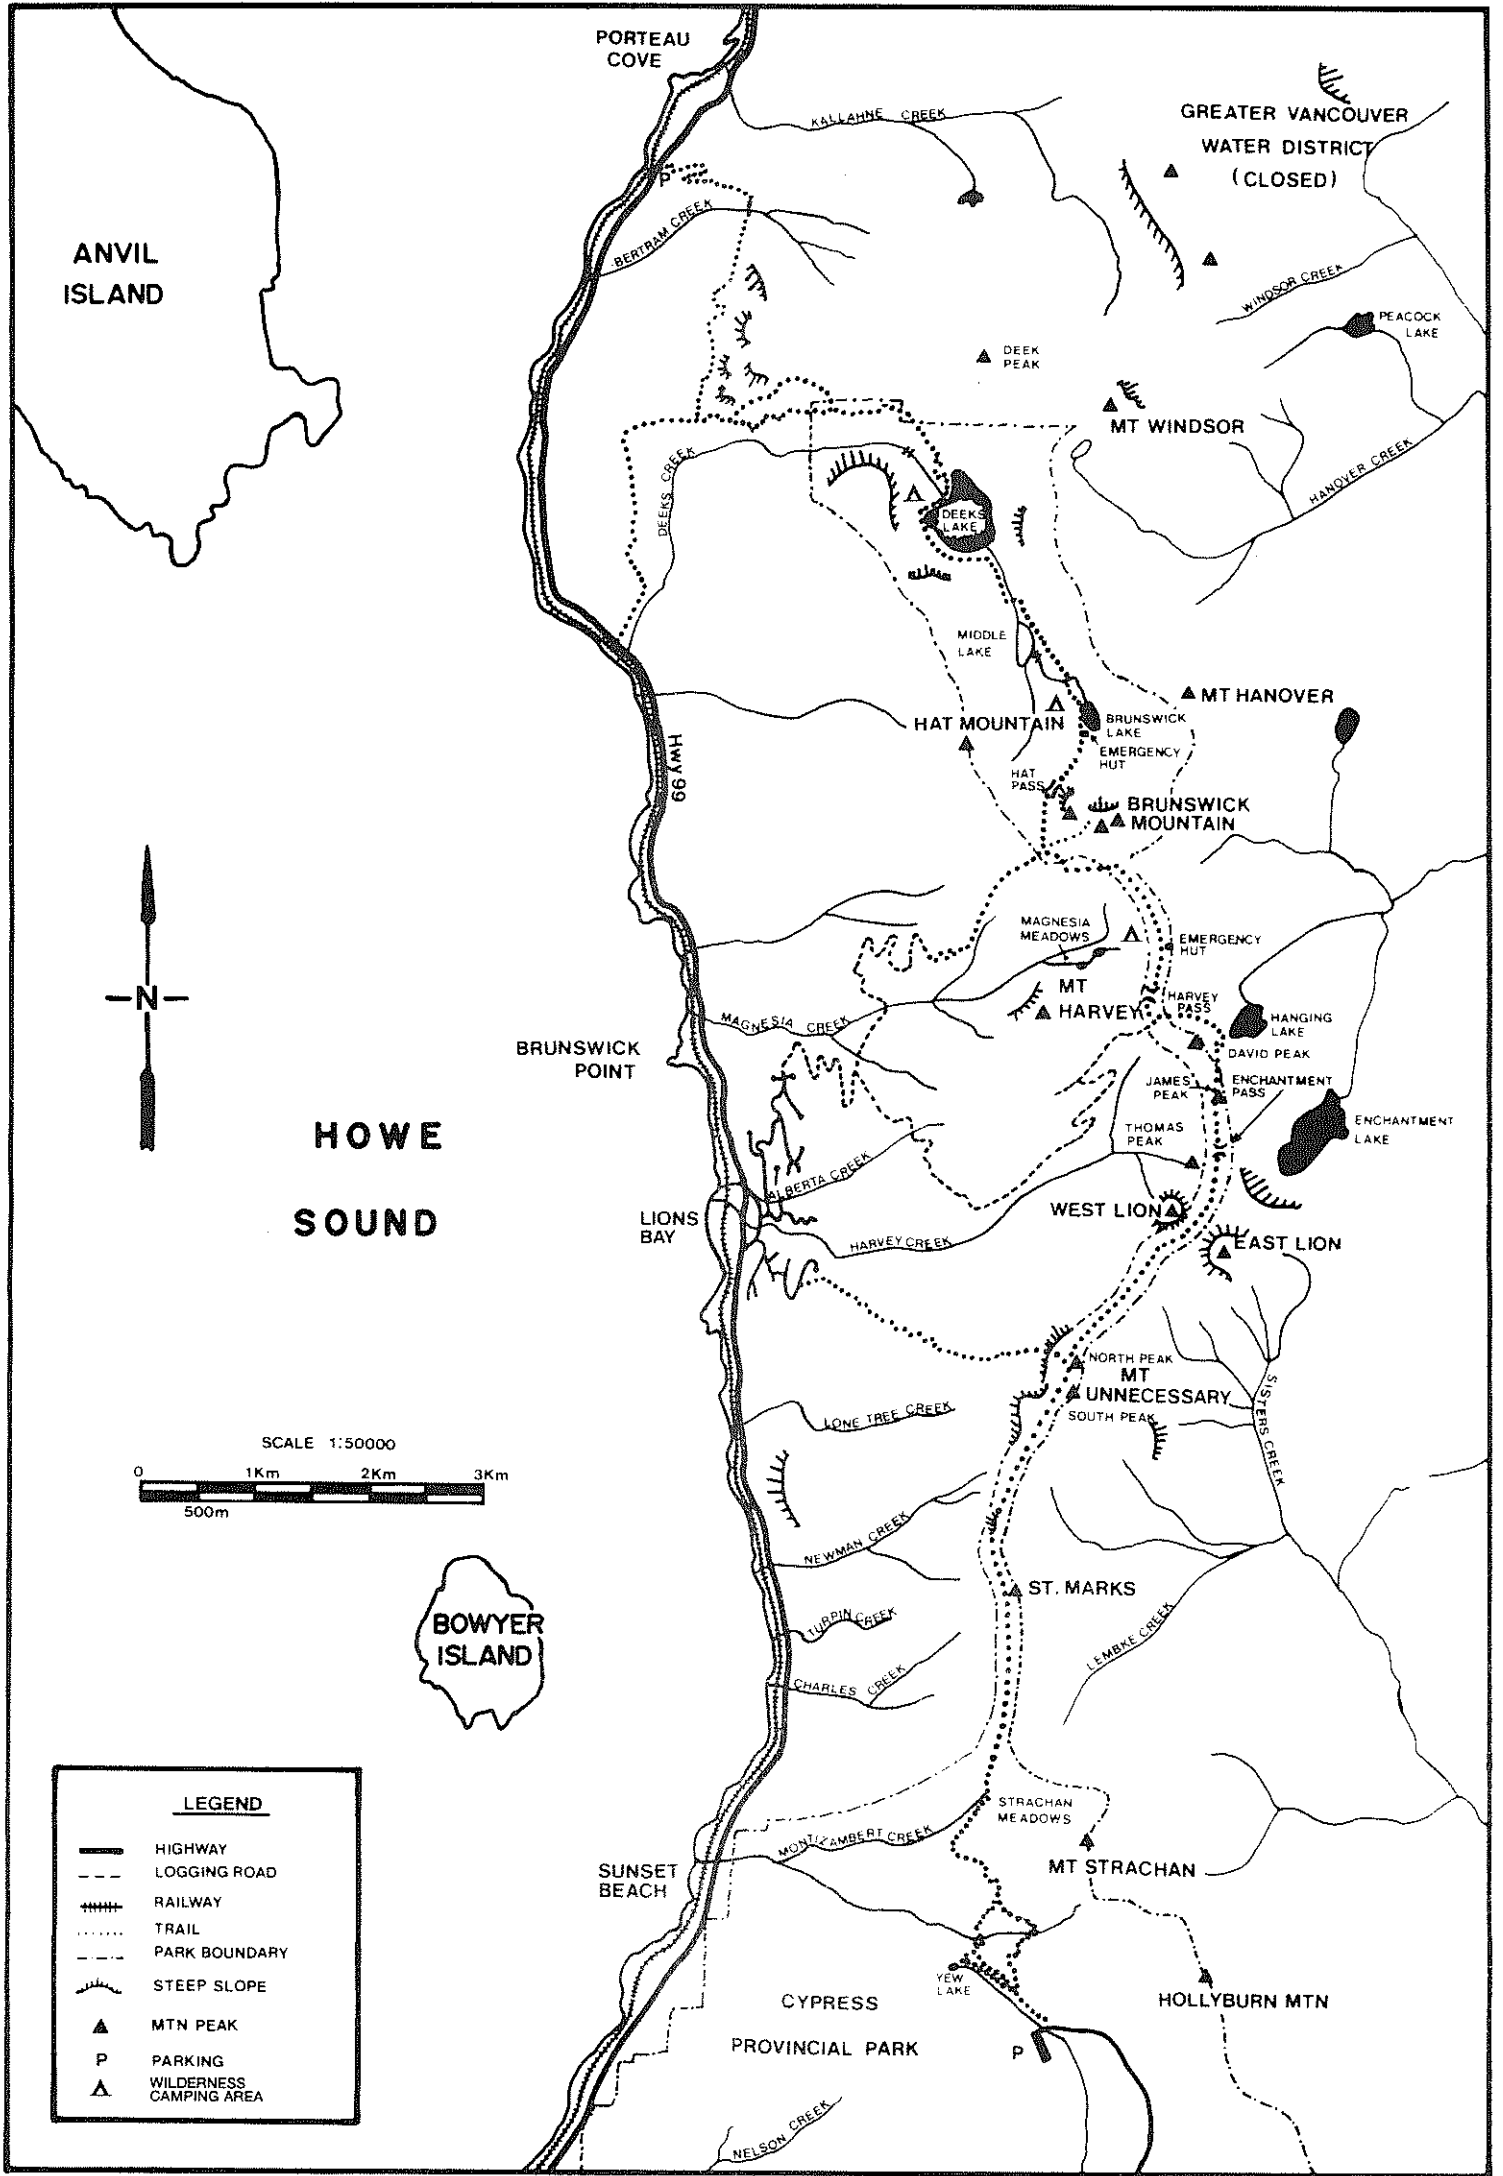 PORTEAU
COVE
KALLAHNE CREEK
GREATER VANCOUVER
WATER DISTRICT
(CLOSED)
P
BERTRAM CREEK
ANVIL
ISLAND
WINDSOR CREEK
PEACOCK
LAKE
DEEK
PEAK
MT WINDSOR
HANOVER CREEK
DEEKS CREEK
DEEKS
LAKE
MIDDLE
LAKE
MT HANOVER
HAT MOUNTAIN
BRUNSWICK
LAKE
EMERGENCY
HUT
Hwy 99
HAT
PASS
BRUNSWICK
MOUNTAIN
MAGNESIA
MEADOWS
EMERGENCY
HUT
N
MT
HARVEY
HARVEY
PASS
HANGING
LAKE
MAGNESIA CREEK
BRUNSWICK
POINT
DAVID PEAK
JAMES
PEAK
ENCHANTMENT
PASS
HOWE
SOUND
THOMAS
PEAK
ENCHANTMENT
LAKE
ALBERTA CREEK
LIONS
BAY
WEST LION
HARVEY CREEK
EAST LION
NORTH PEAK
MT
UNNECESSARY
SOUTH PEAK
LONE TREE CREEK
SISTERS CREEK
SCALE 1:50000
0 1Km 2Km 3Km
500m
NEWMAN CREEK
ST. MARKS
BOWYER
ISLAND
TURPIN CREEK
LEMBKE CREEK
CHARLES CREEK
STRACHAN
MEADOWS
MONTIZAMBERT CREEK
SUNSET
BEACH
MT STRACHAN
YEW
LAKE
CYPRESS
PROVINCIAL PARK
HOLLYBURN MTN
P
NELSON CREEK
LEGEND
HIGHWAY
LOGGING ROAD
RAILWAY
TRAIL
PARK BOUNDARY
STEEP SLOPE
MTN PEAK
P PARKING
WILDERNESS
CAMPING AREA